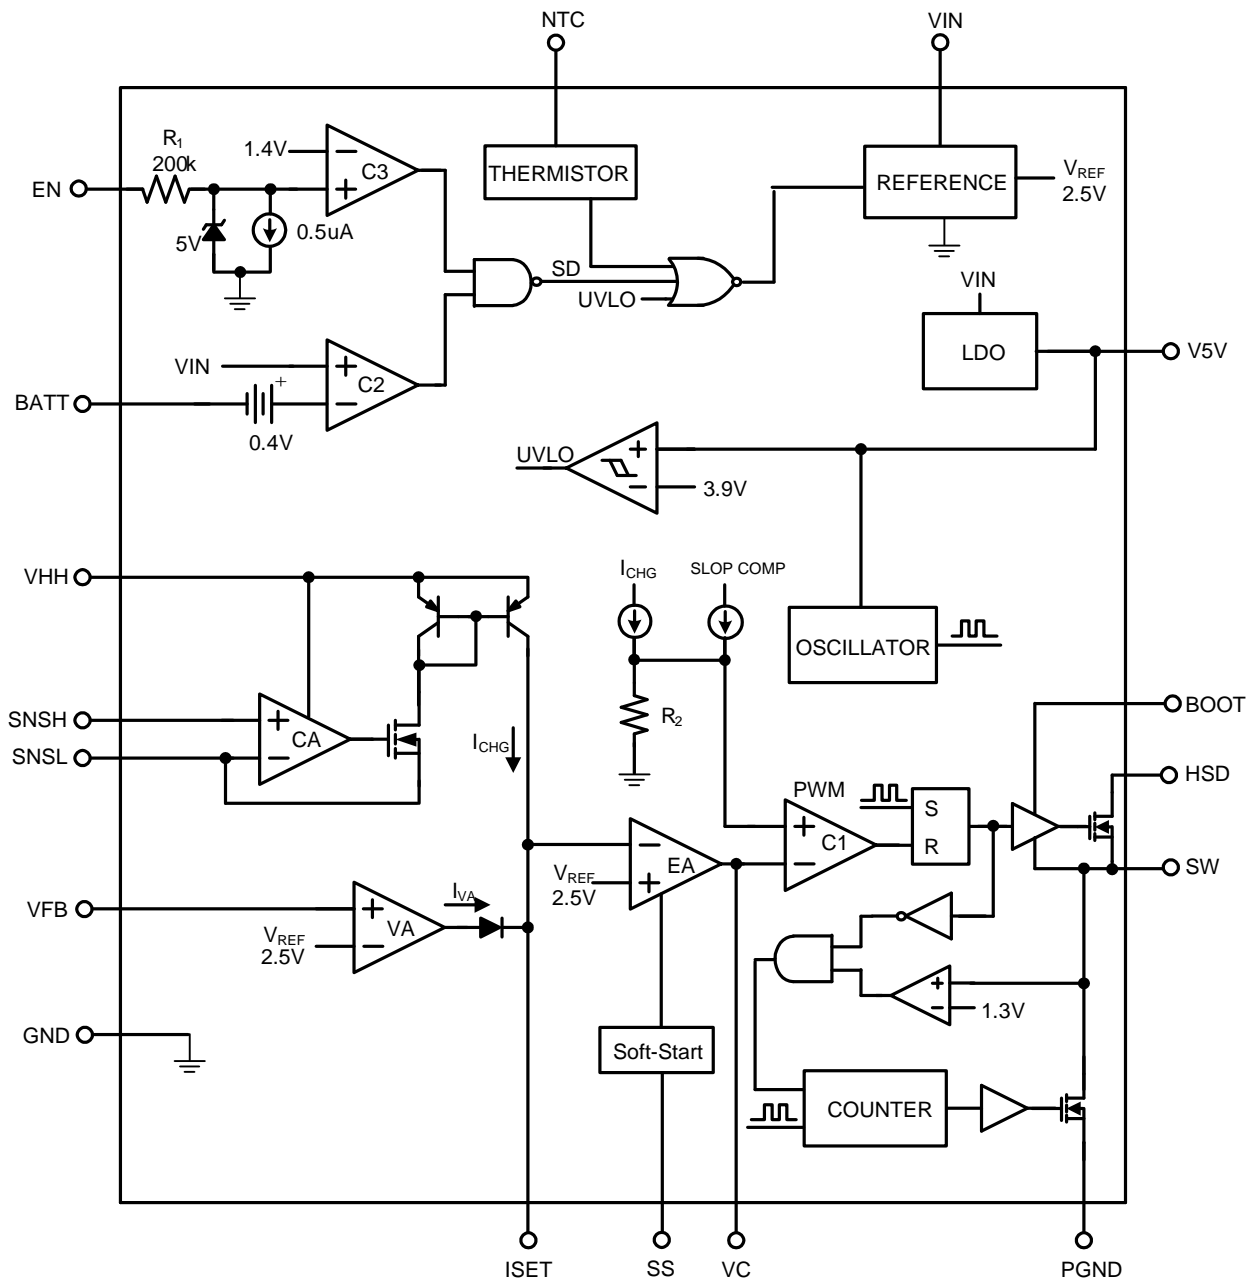 NTC
VIN
R1
200k
1.4V
−
C3
+
THERMISTOR
REFERENCE
VREF
2.5V
EN
5V
0.5uA
SD
UVLO
VIN
LDO
V5V
VIN
+
C2
−
BATT
+
0.4V
UVLO
+
−
3.9V
VHH
ICHG
SLOP COMP
OSCILLATOR
SNSH
+
CA
−
SNSL
R2
ICHG
BOOT
HSD
PWM
S
R
+
C1
−
−
EA
+
VREF
2.5V
SW
VFB
+
VA
−
VREF
2.5V
IVA
+
−
1.3V
GND
Soft-Start
COUNTER
ISET
SS
VC
PGND